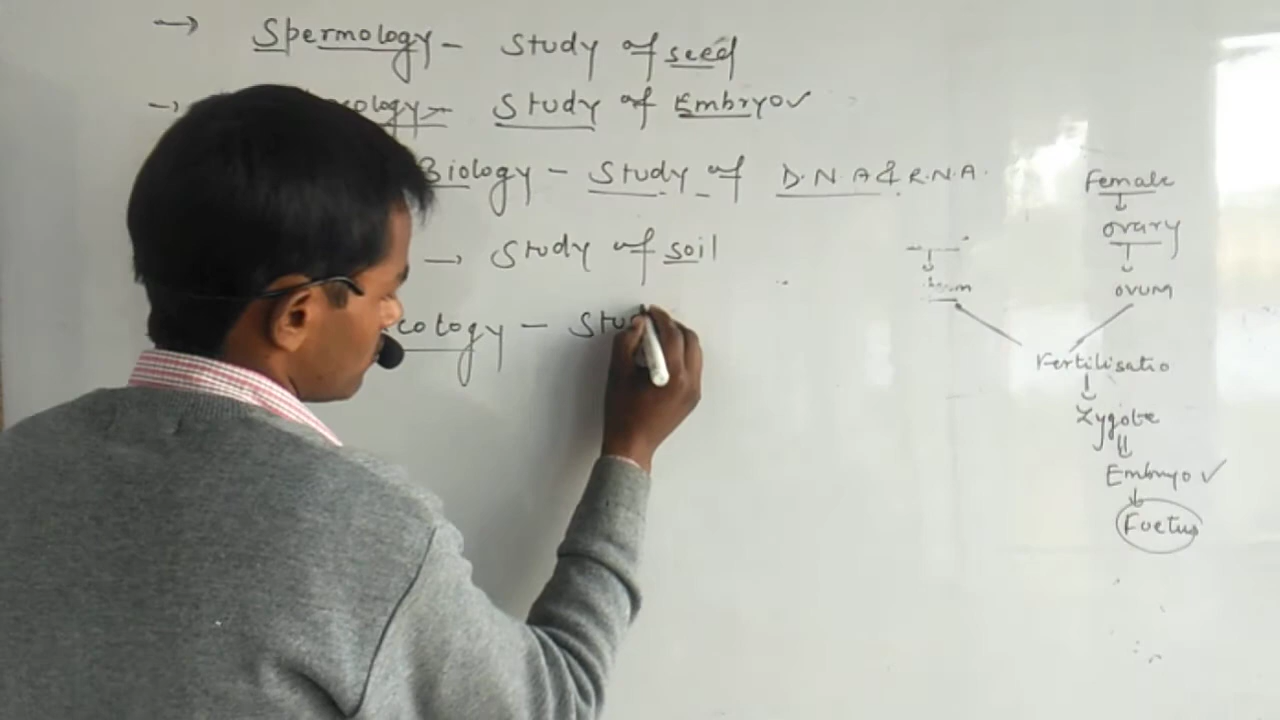 → Spermology - Study of seed
→ Study of Embryo ✓
Biology - Study of D.N.A & R.N.A.
→ Study of soil
cology - Stud
Female
↓
ovary
↓
ovum
Fertilisatio
↓
Zygote
⇓
Embryo ✓
↓
Foetus